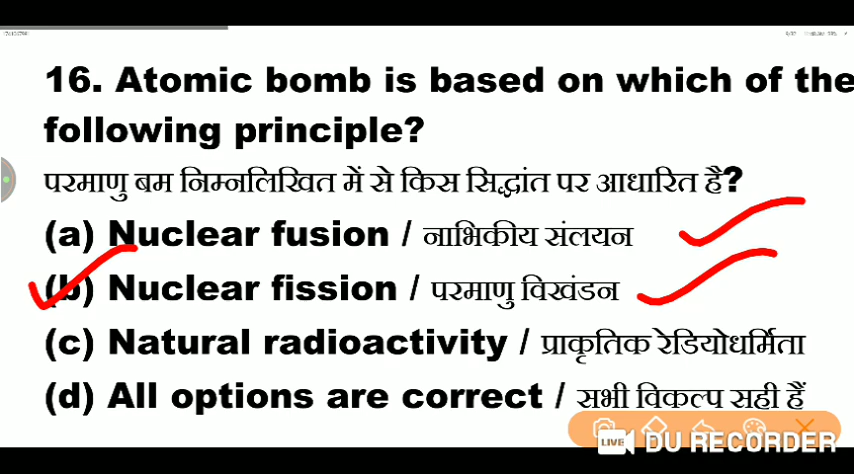 16. Atomic bomb is based on which of the
following principle?
परमाणु बम निम्नलिखित में से किस सिद्धांत पर आधारित है?
(a) Nuclear fusion / नाभिकीय संलयन
(b) Nuclear fission / परमाणु विखंडन
(c) Natural radioactivity / प्राकृतिक रेडियोधर्मिता
(d) All options are correct / सभी विकल्प सही हैं
LIVE DU RECORDER